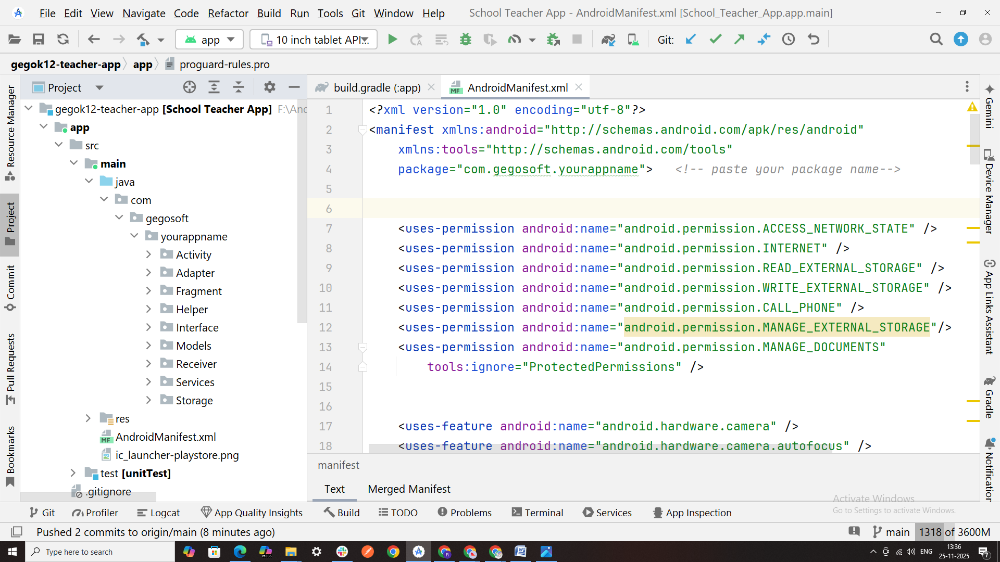 File Edit View Navigate Code Refactor Build Run Tools Git Window Help School Teacher App - AndroidManifest.xml [School_Teacher_App.app.main]
app 10 inch tablet API... Git:
gegok12-teacher-app app proguard-rules.pro
Project build.gradle (:app) AndroidManifest.xml
Resource Manager
Project
Commit
Pull Requests
Bookmarks
gegok12-teacher-app [School Teacher App] F:\Anc
app
src
main
java
com
gegosoft
yourappname
Activity
Adapter
Fragment
Helper
Interface
Models
Receiver
Services
Storage
res
AndroidManifest.xml
ic_launcher-playstore.png
test [unitTest]
.gitignore
1 <?xml version="1.0" encoding="utf-8"?>
2 <manifest xmlns:android="http://schemas.android.com/apk/res/android"
3 xmlns:tools="http://schemas.android.com/tools"
4 package="com.gegosoft.yourappname"> <!-- paste your package name-->
5
6
7 <uses-permission android:name="android.permission.ACCESS_NETWORK_STATE" />
8 <uses-permission android:name="android.permission.INTERNET" />
9 <uses-permission android:name="android.permission.READ_EXTERNAL_STORAGE" />
10 <uses-permission android:name="android.permission.WRITE_EXTERNAL_STORAGE" />
11 <uses-permission android:name="android.permission.CALL_PHONE" />
12 <uses-permission android:name="android.permission.MANAGE_EXTERNAL_STORAGE"/>
13 <uses-permission android:name="android.permission.MANAGE_DOCUMENTS"
14 tools:ignore="ProtectedPermissions" />
15
16
17 <uses-feature android:name="android.hardware.camera" />
18 <uses-feature android:name="android.hardware.camera.autofocus" />
manifest
Text Merged Manifest
Gemini
Device Manager
App Links Assistant
Gradle
Notification
Activate Windows
Go to Settings to activate Windows.
Git Profiler Logcat App Quality Insights Build TODO Problems Terminal Services App Inspection
Pushed 2 commits to origin/main (8 minutes ago) main 1318 of 3600M
Type here to search M365 ENG 13:36
25-11-2025 7